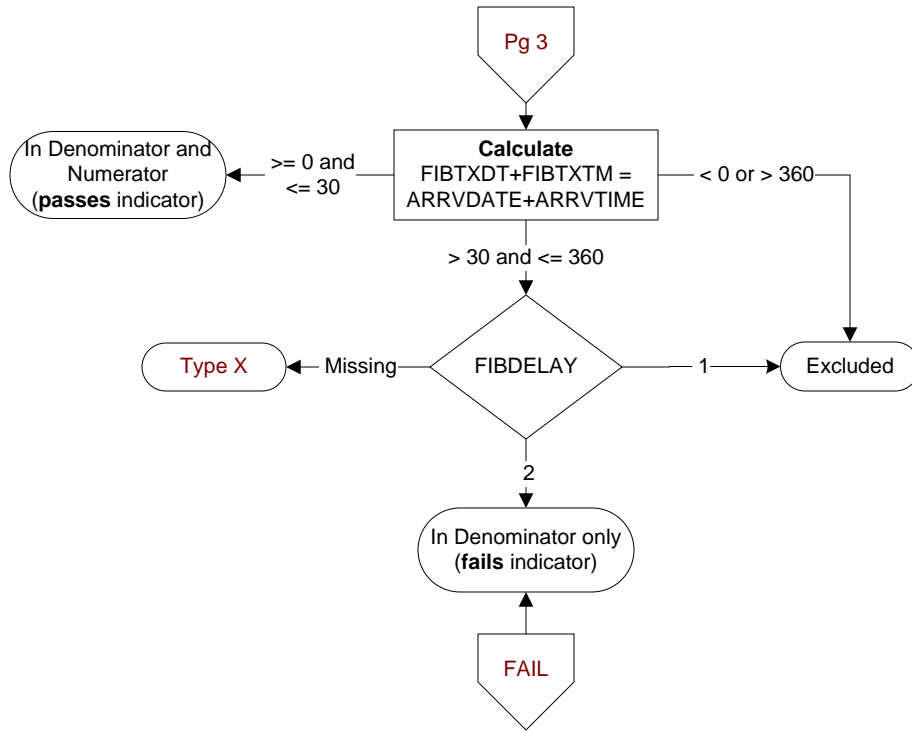 Pg 3
In Denominator and
Numerator
(passes indicator)
>= 0 and
<= 30
Calculate
FIBTXDT+FIBTXTM =
ARRVDATE+ARRVTIME
< 0 or > 360
> 30 and <= 360
Type X
Missing
FIBDELAY
1
Excluded
2
In Denominator only
(fails indicator)
FAIL